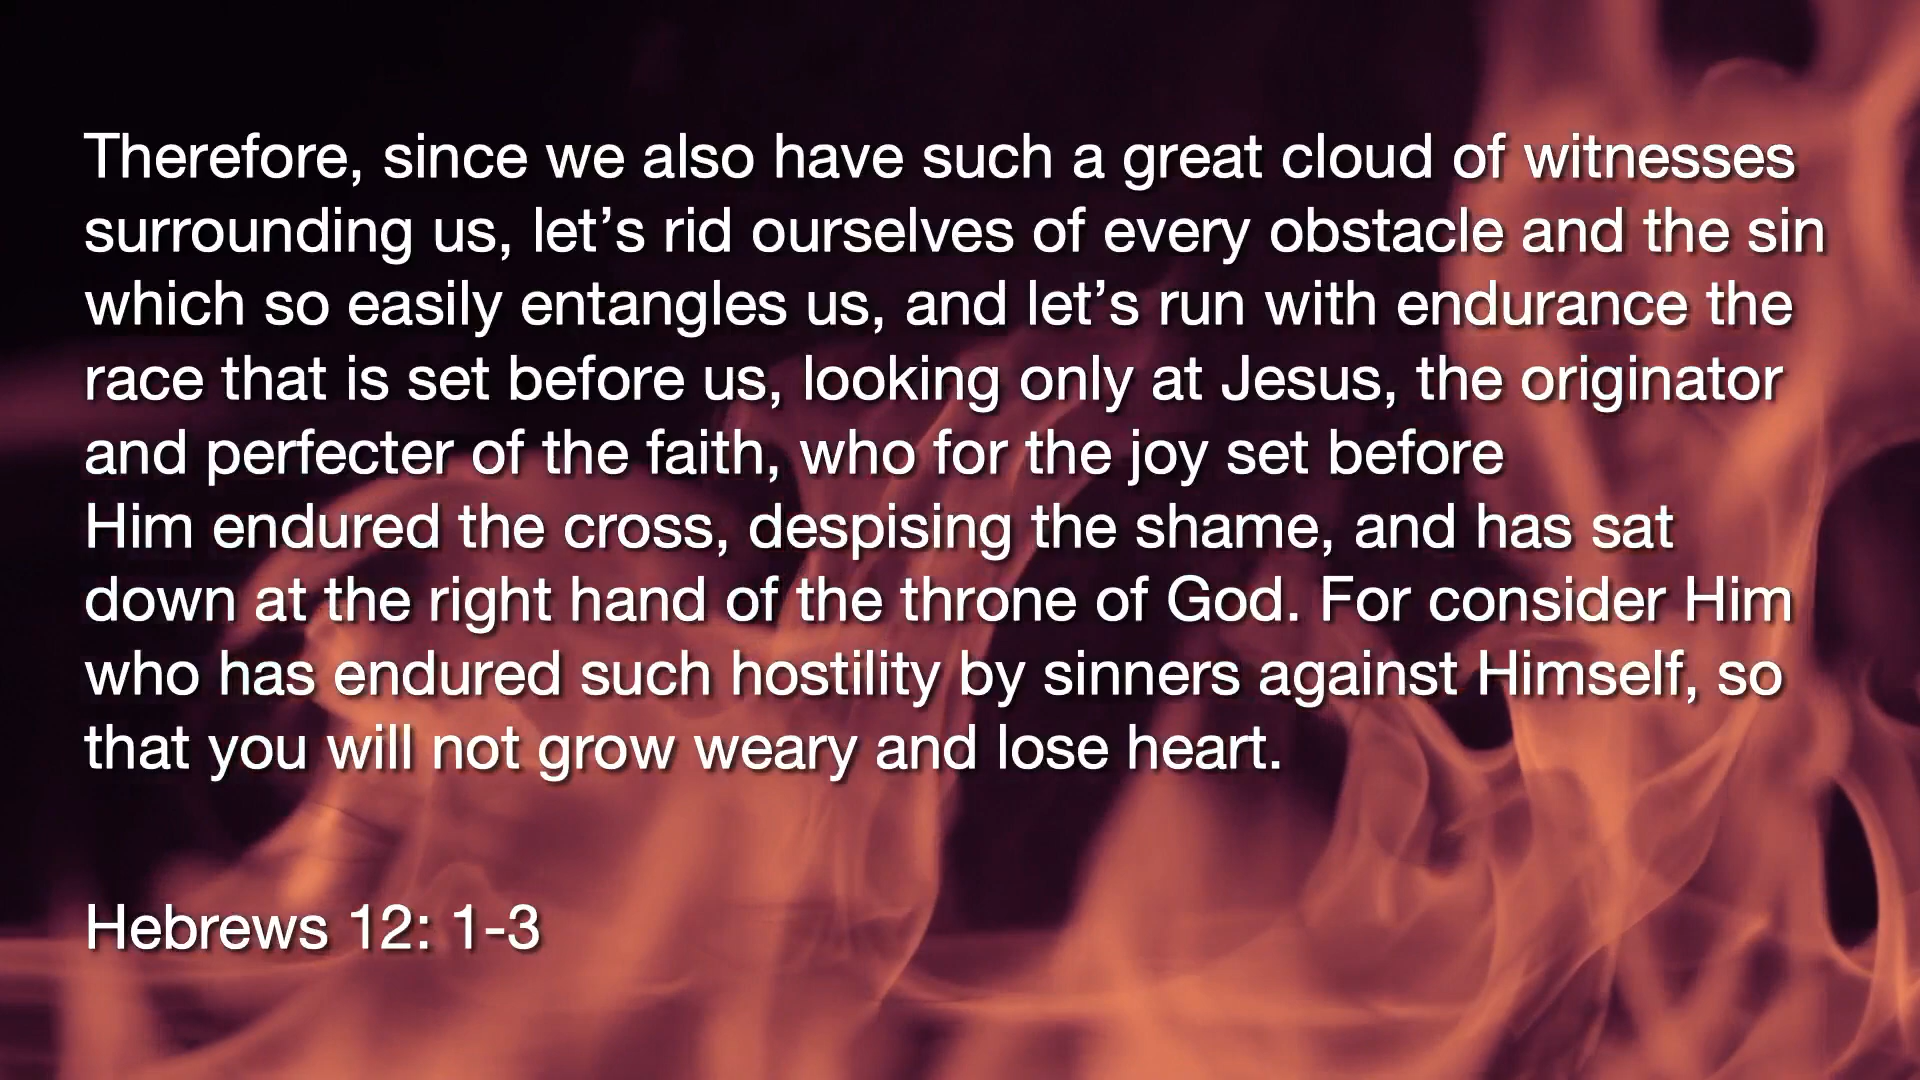 Therefore, since we also have such a great cloud of witnesses
surrounding us, let’s rid ourselves of every obstacle and the sin
which so easily entangles us, and let’s run with endurance the
race that is set before us, looking only at Jesus, the originator
and perfecter of the faith, who for the joy set before
Him endured the cross, despising the shame, and has sat
down at the right hand of the throne of God. For consider Him
who has endured such hostility by sinners against Himself, so
that you will not grow weary and lose heart.
Hebrews 12: 1-3